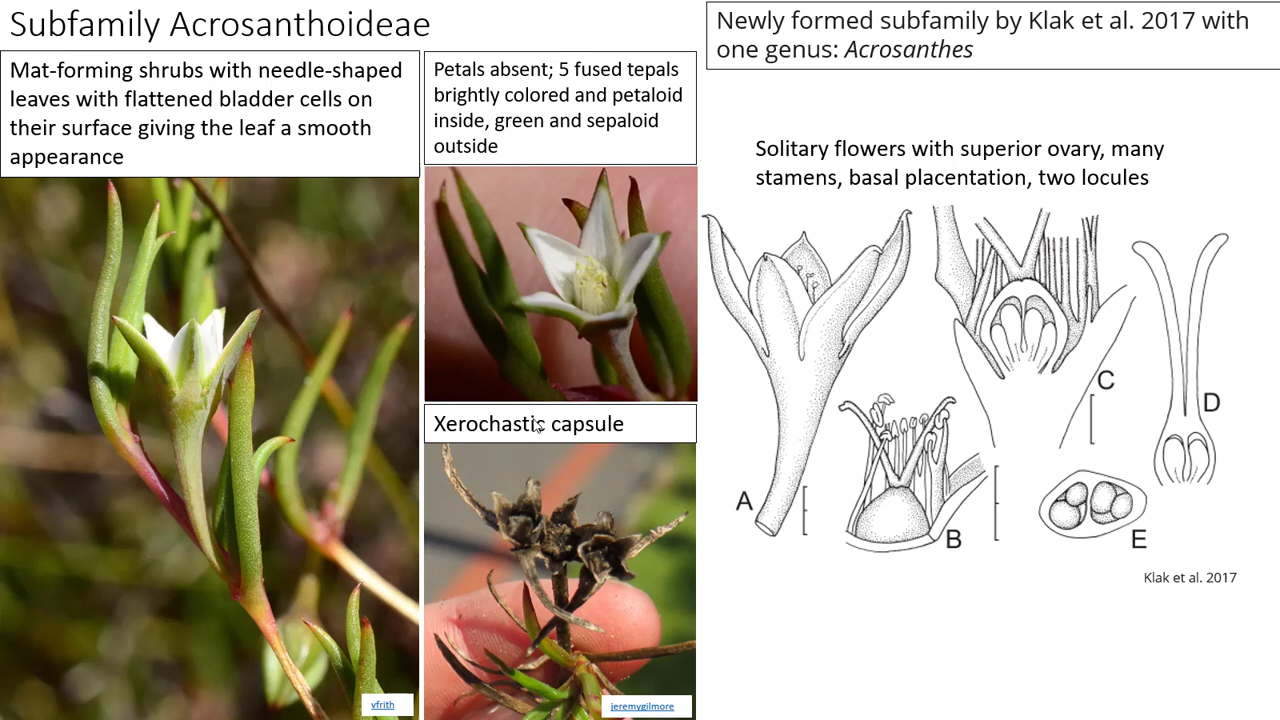 Subfamily Acrosanthoideae
Newly formed subfamily by Klak et al. 2017 with
one genus: Acrosanthes
Mat-forming shrubs with needle-shaped
leaves with flattened bladder cells on
their surface giving the leaf a smooth
appearance
Petals absent; 5 fused tepals
brightly colored and petaloid
inside, green and sepaloid
outside
Solitary flowers with superior ovary, many
stamens, basal placentation, two locules
Xerochastic capsule
A
B
C
D
E
Klak et al. 2017
vfrith
jeremygilmore